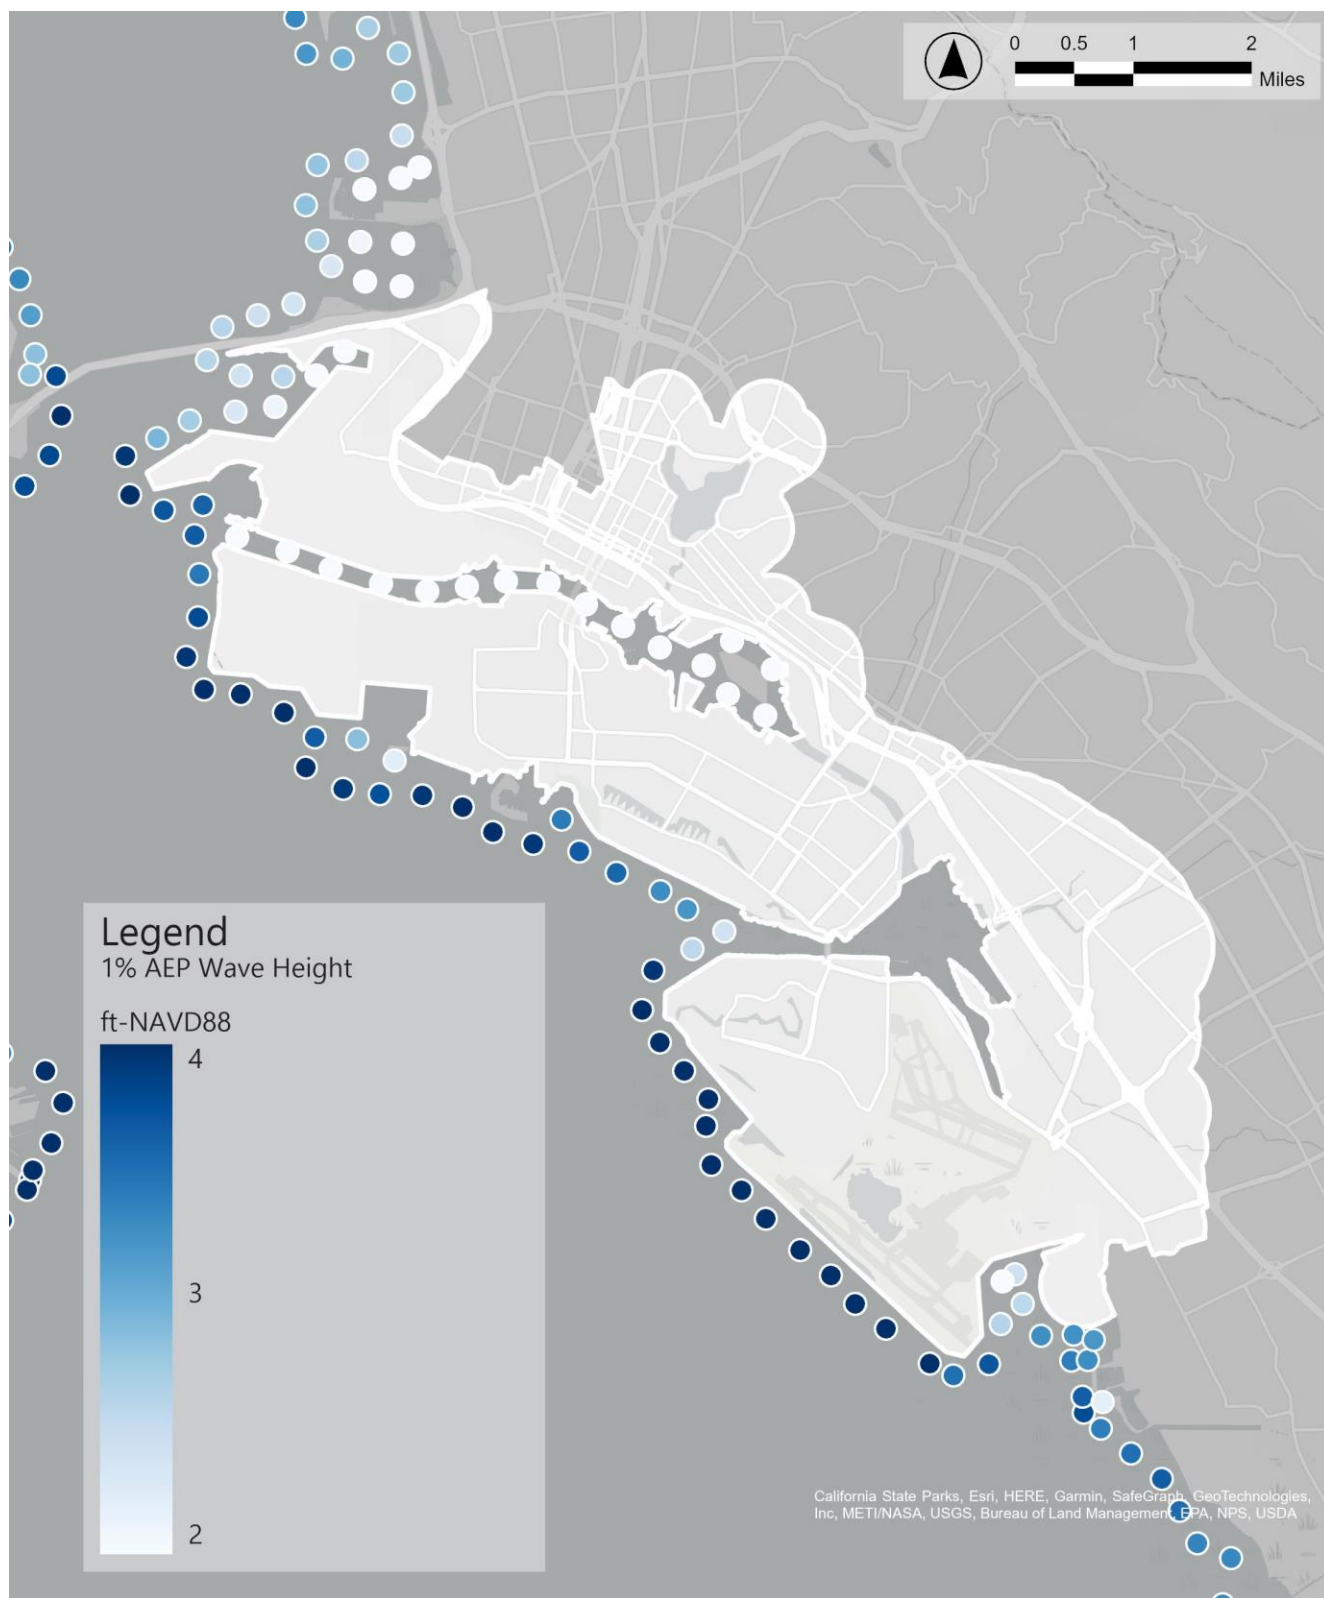 0 0.5 1 2
Miles
Legend
1% AEP Wave Height
ft-NAVD88
4
3
2
California State Parks, Esri, HERE, Garmin, SafeGraph, GeoTechnologies,
Inc, METI/NASA, USGS, Bureau of Land Management, EPA, NPS, USDA